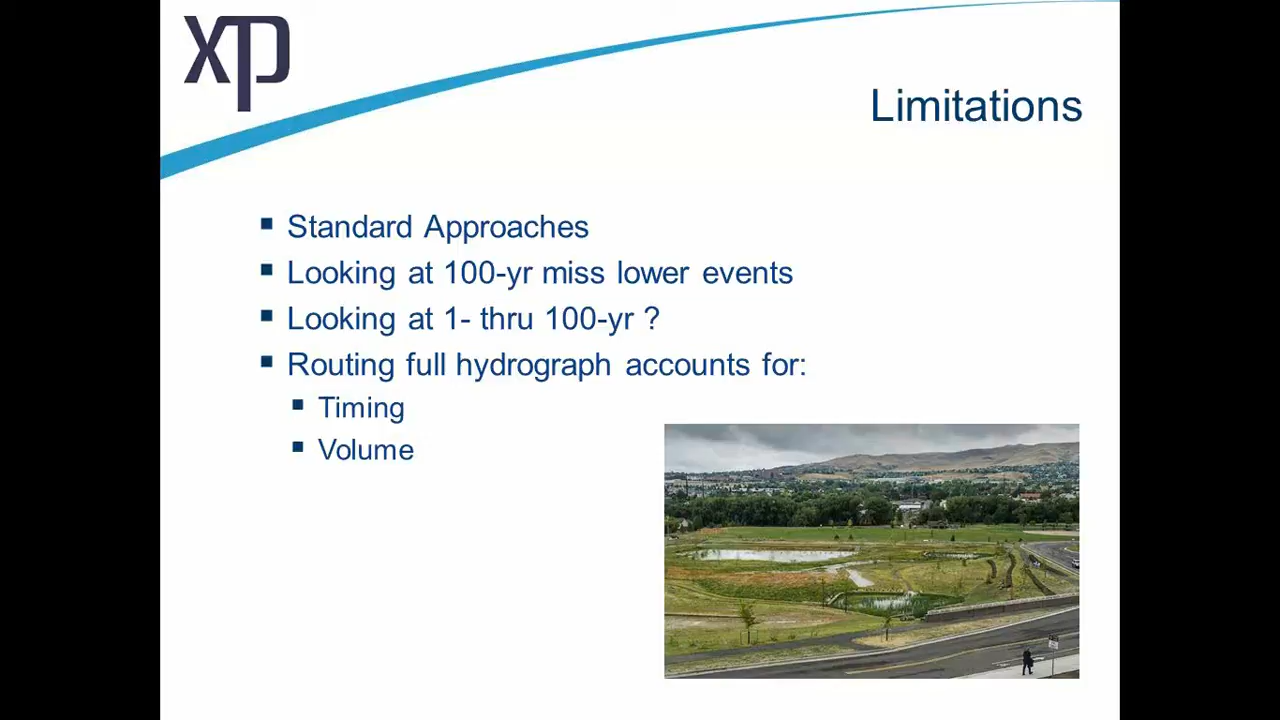 xp
Limitations
Standard Approaches
Looking at 100-yr miss lower events
Looking at 1- thru 100-yr ?
Routing full hydrograph accounts for:
Timing
Volume